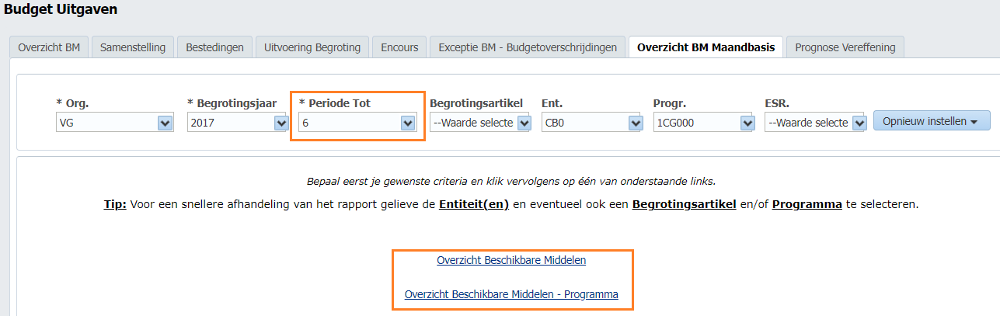 Budget Uitgaven
Overzicht BM Samenstelling Bestedingen Uitvoering Begroting Encours Exceptie BM - Budgetoverschrijdingen Overzicht BM Maandbasis Prognose Vereffening
* Org. * Begrotingsjaar * Periode Tot Begrotingsartikel Ent. Progr. ESR.
VG 2017 6 --Waarde selecte CB0 1CG000 --Waarde selecte Opnieuw instellen
Bepaal eerst je gewenste criteria en klik vervolgens op één van onderstaande links.
Tip: Voor een snellere afhandeling van het rapport gelieve de Entiteit(en) en eventueel ook een Begrotingsartikel en/of Programma te selecteren.
Overzicht Beschikbare Middelen
Overzicht Beschikbare Middelen - Programma